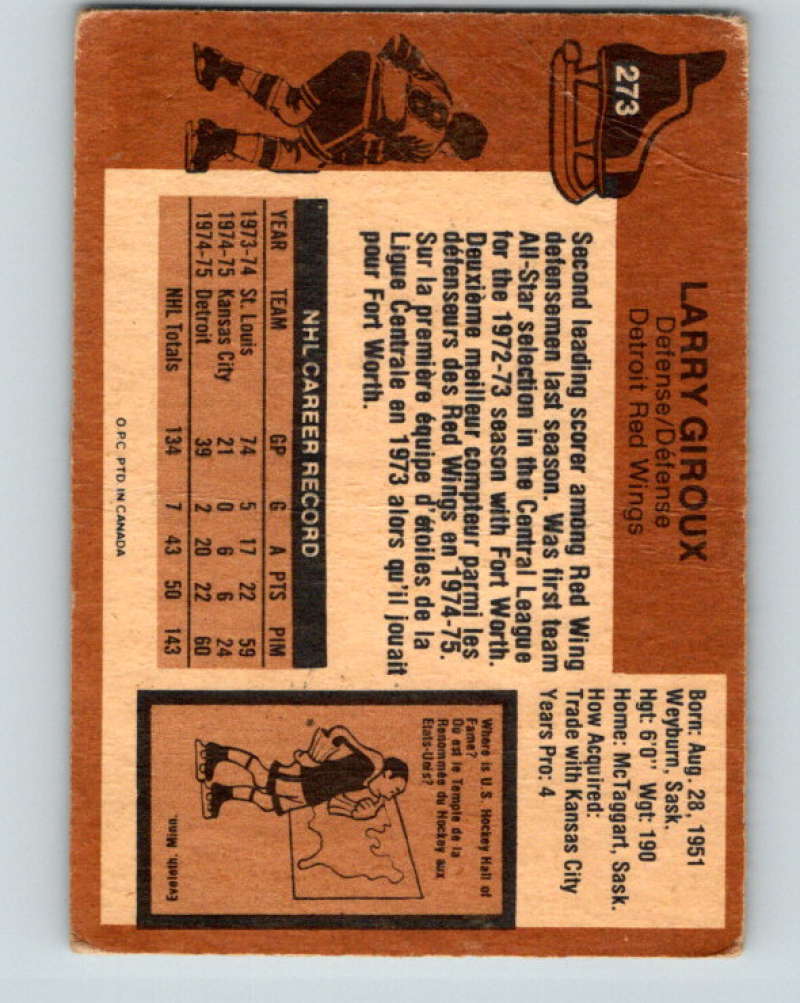 273
LARRY GIROUX
Defense/Défense
Detroit Red Wings
Born: Aug. 28, 1951
Weyburn, Sask.
Hgt: 6'0" Wgt: 190
Home: McTaggart, Sask.
How Acquired:
Trade with Kansas City
Years Pro: 4
Second leading scorer among Red Wing
defensemen last season. Was first team
All-Star selection in the Central League
for the 1972-73 season with Fort Worth.
Deuxième meilleur compteur parmi les
défenseurs des Red Wings en 1974-75.
Sur la première équipe d'étoiles de la
Ligue Centrale en 1973 alors qu'il jouait
pour Fort Worth.
NHL CAREER RECORD
YEAR TEAM GP G A PTS PIM
1973-74 St. Louis 74 5 17 22 59
1974-75 Kansas City 21 0 6 6 24
1974-75 Detroit 39 2 20 22 60
NHL Totals 134 7 43 50 143
O.P.C. PTD. IN CANADA
Where is U.S. Hockey Hall of
Fame?
Où est le Temple de la
Renommée du Hockey aux
Etats-Unis?
Eveleth, Minn.
8